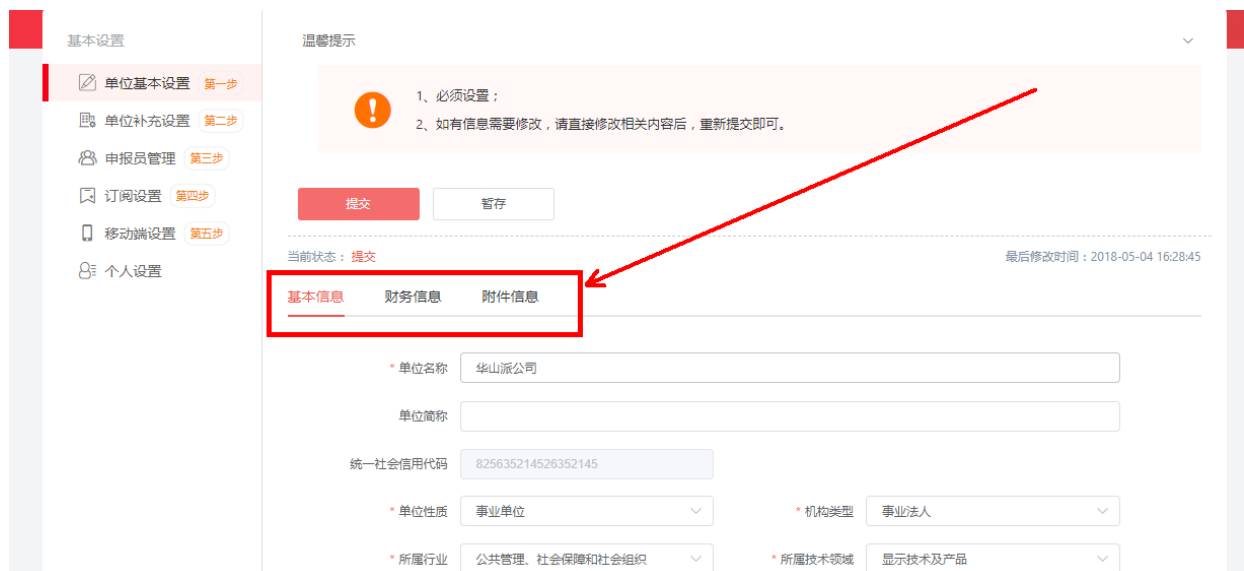 基本设置
单位基本设置 第一步
单位补充设置 第二步
申报员管理 第三步
订阅设置 第四步
移动端设置 第五步
个人设置
温馨提示
1、必须设置；
2、如有信息需要修改，请直接修改相关内容后，重新提交即可。
提交 暂存
当前状态：提交 最后修改时间：2018-05-04 16:28:45
基本信息 财务信息 附件信息
* 单位名称 华山派公司
单位简称
统一社会信用代码 825635214526352145
* 单位性质 事业单位 * 机构类型 事业法人
* 所属行业 公共管理、社会保障和社会组织 * 所属技术领域 显示技术及产品